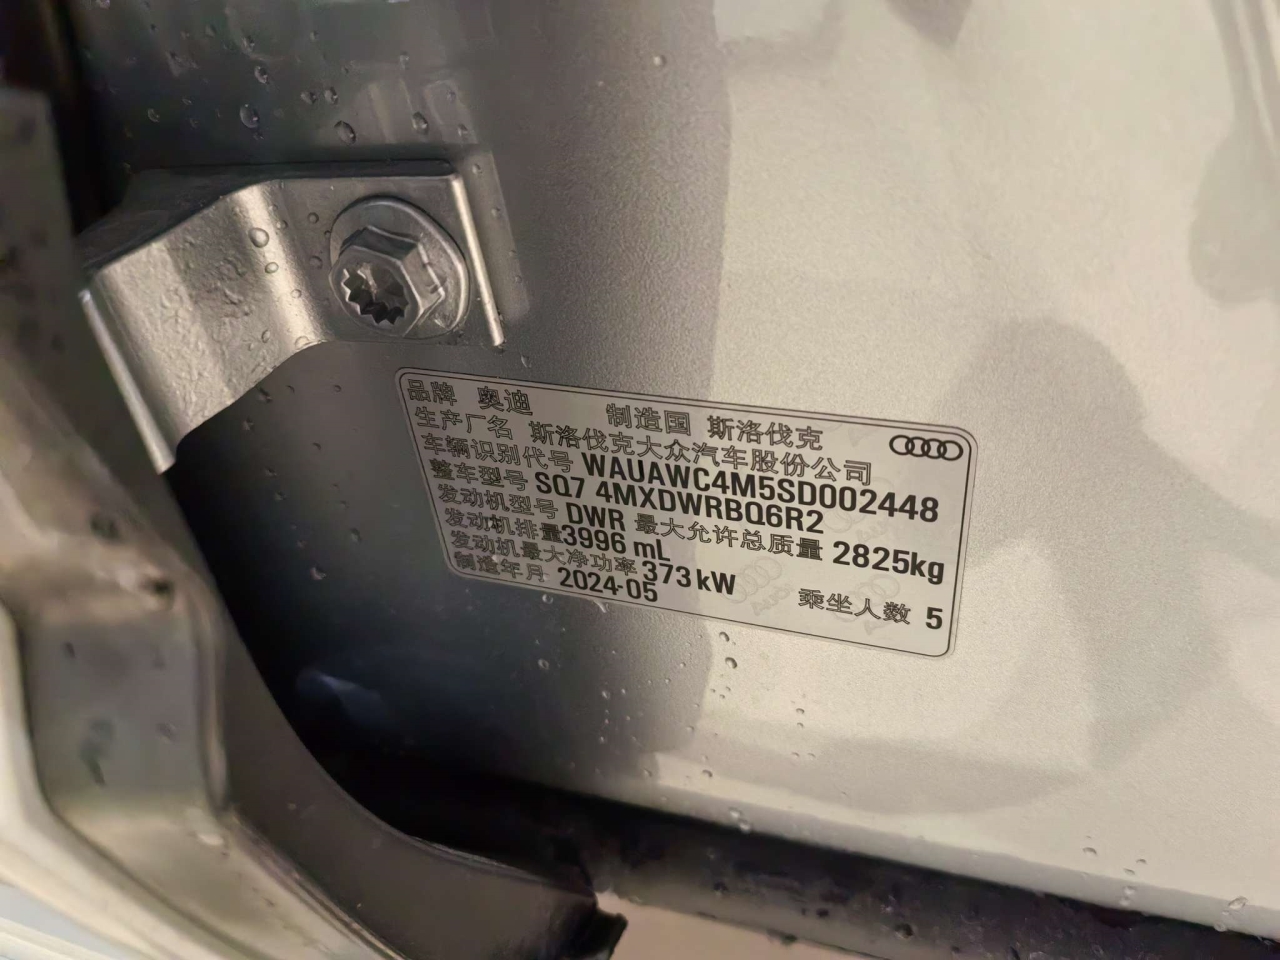 品牌 奥迪 制造国 斯洛伐克
生产厂名 斯洛伐克大众汽车股份公司
车辆识别代号 WAUAWC4M5SD002448
整车型号 SQ7 4MXDWRBQ6R2
发动机型号 DWR 最大允许总质量 2825kg
发动机排量3996 mL
发动机最大净功率 373 kW 乘坐人数 5
制造年月 2024-05